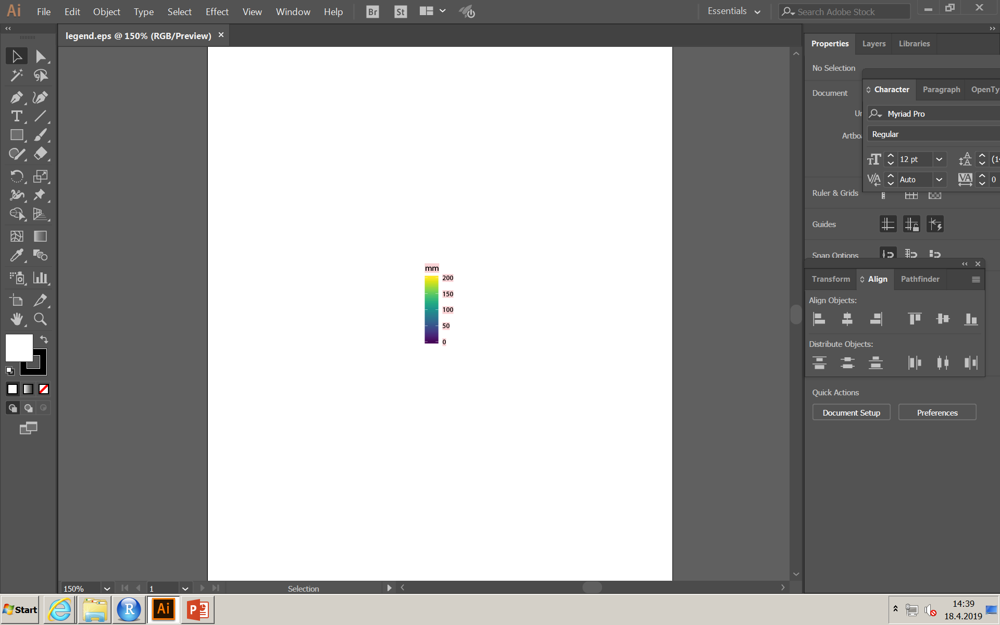 Ai File Edit Object Type Select Effect View Window Help Br St Essentials Search Adobe Stock
legend.eps @ 150% (RGB/Preview)
Properties Layers Libraries
No Selection
Document
Character Paragraph OpenTy
Myriad Pro
Regular
Artboa
12 pt
Auto 0
Ruler & Grids
Guides
Snap Options
Transform Align Pathfinder
Align Objects:
Distribute Objects:
Quick Actions
Document Setup Preferences
mm
200
150
100
50
0
150% 1 Selection
Start R Ai P
14:39
18.4.2019